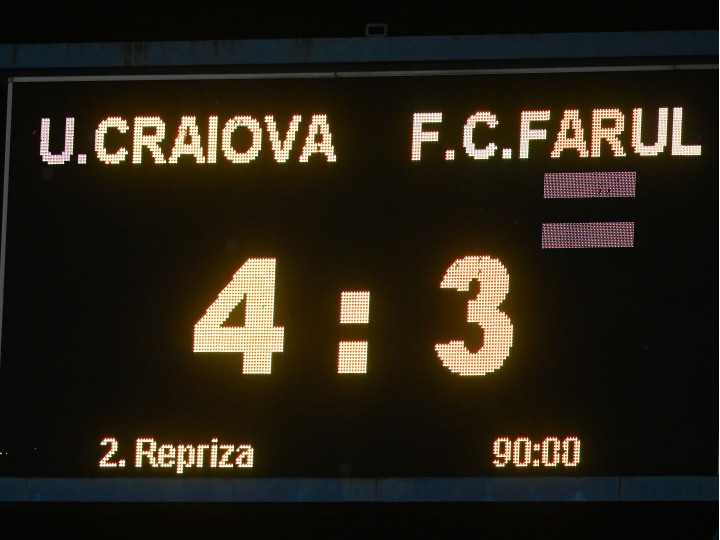 U.CRAIOVA F.C.FARUL
4 : 3
2. Repriza 90:00